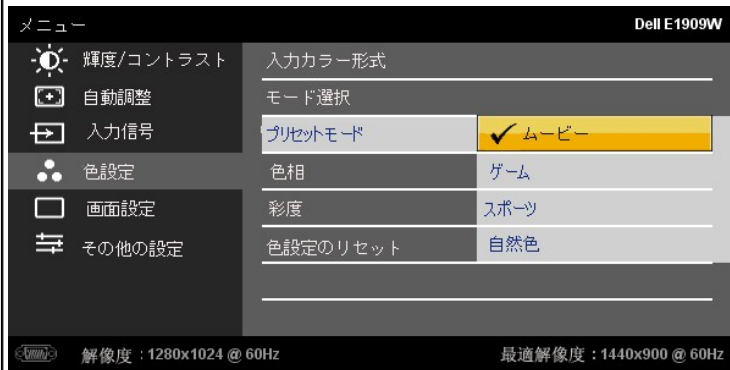 メニュー Dell E1909W
輝度/コントラスト 入力カラー形式
自動調整 モード選択
入力信号 プリセットモード ムービー
色設定 色相 ゲーム
画面設定 彩度 スポーツ
その他の設定 色設定のリセット 自然色
解像度 : 1280x1024 @ 60Hz 最適解像度 : 1440x900 @ 60Hz